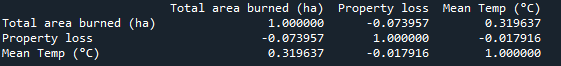 Total area burned (ha) Property loss Mean Temp (°C)
Total area burned (ha) 1.000000 -0.073957 0.319637
Property loss -0.073957 1.000000 -0.017916
Mean Temp (°C) 0.319637 -0.017916 1.000000